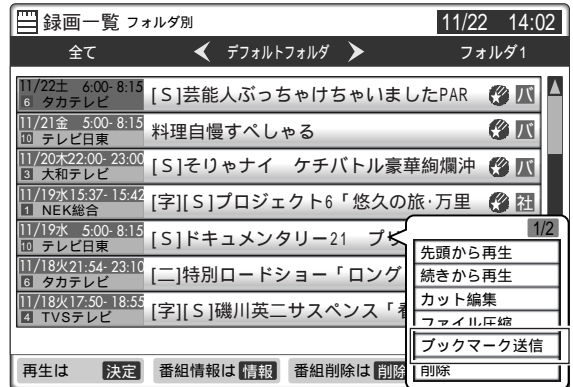 録画一覧 フォルダ別 11/22 14:02
全て デフォルトフォルダ フォルダ1
11/22土 6:00- 8:15
6 タカテレビ [S]芸能人ぶっちゃけちゃいましたPAR バ
11/21金 5:00- 8:15
10 テレビ日東 料理自慢すぺしゃる バ
11/20木22:00- 23:00
3 大和テレビ [S]そりゃナイ ケチバトル豪華絢爛沖 バ
11/19水15:37- 15:42
1 NEK総合 [字][S]プロジェクト6「悠久の旅・万里 社
11/19水 5:00- 8:15
10 テレビ日東 [S]ドキュメンタリー21
11/18火21:54- 23:10
6 タカテレビ [二]特別ロードショー「ロング
11/18火17:50- 18:55
4 TVSテレビ [字][S]磯川英二サスペンス「
1/2
先頭から再生
続きから再生
カット編集
ファイル圧縮
ブックマーク送信
削除
再生は 決定 番組情報は 情報 番組削除は 削除